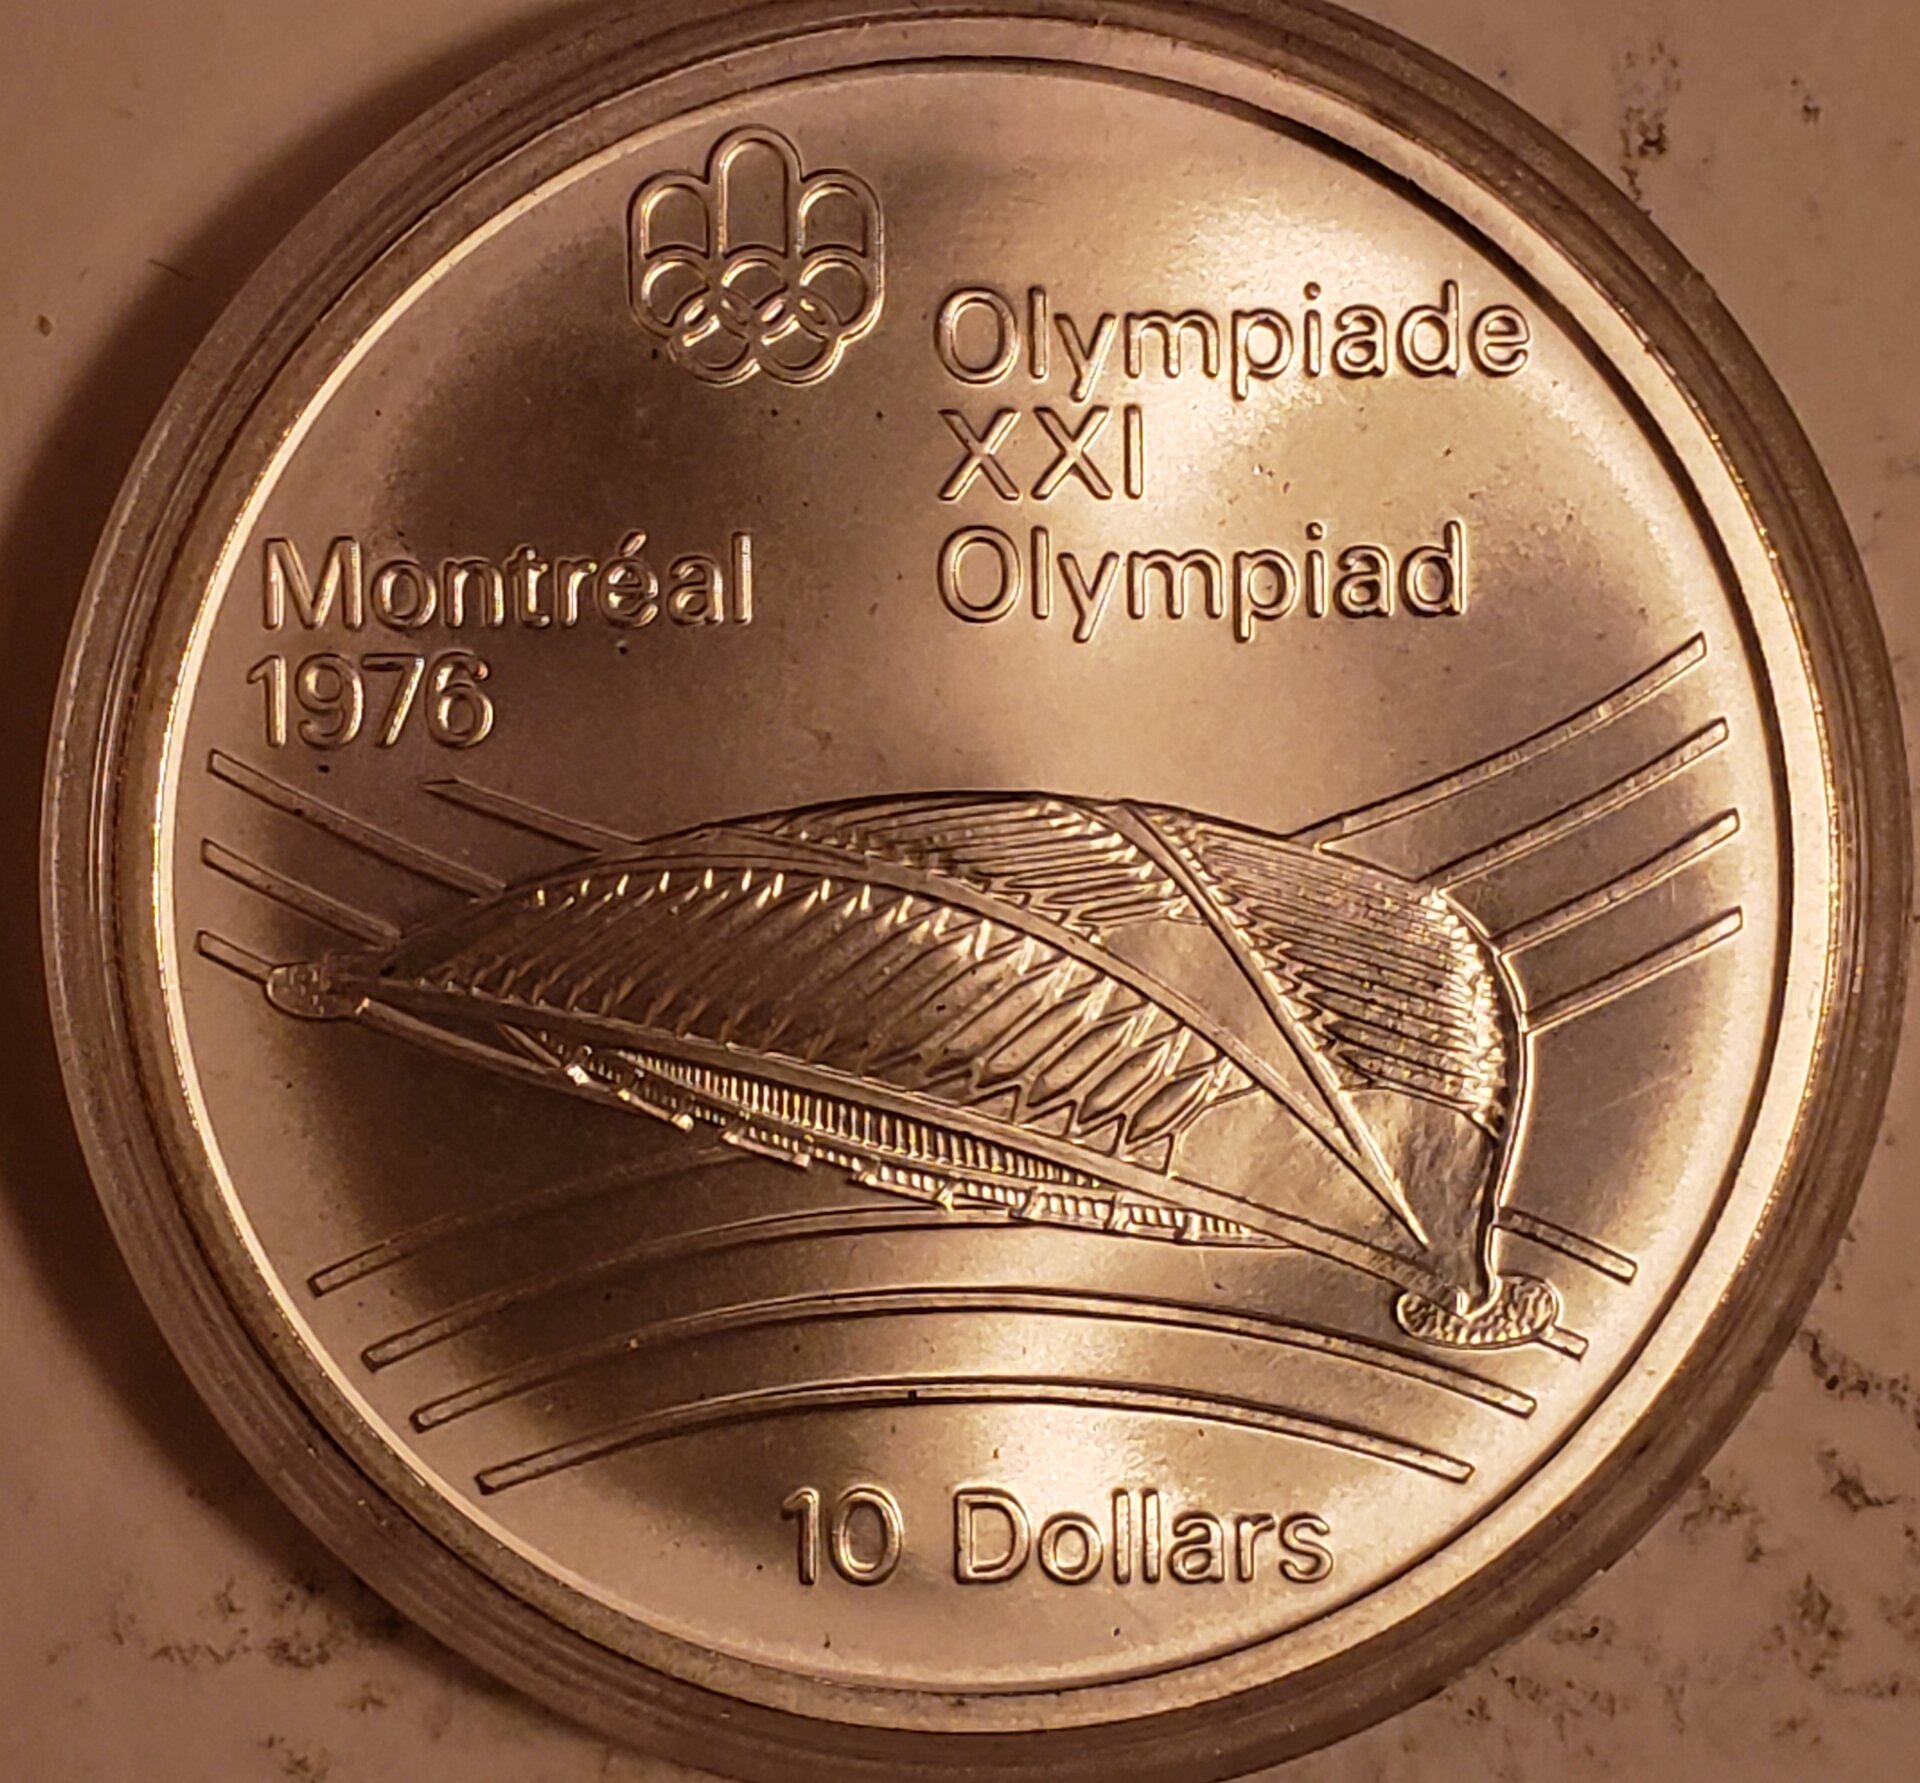 Olympiade
XXI
Olympiad
Montréal
1976
10 Dollars